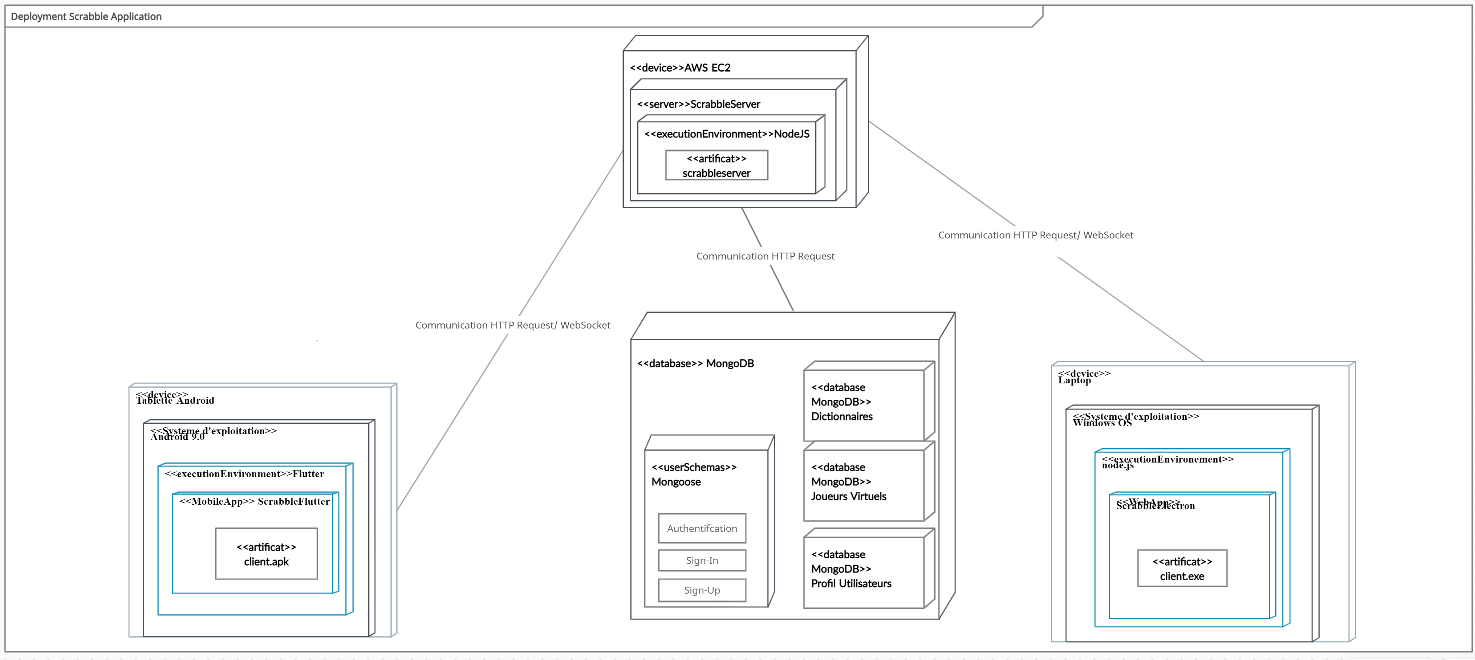 Deployment Scrabble Application
<<device>>AWS EC2
<<server>>ScrabbleServer
<<executionEnvironment>>NodeJS
<<artificat>>
scrabbleserver
Communication HTTP Request/ WebSocket
Communication HTTP Request
Communication HTTP Request/ WebSocket
<<device>>
Tablette Android
<<Systeme d'exploitation>>
Android 9.0
<<executionEnvironment>>Flutter
<<MobileApp>> ScrabbleFlutter
<<artificat>>
client.apk
<<database>> MongoDB
<<userSchemas>>
Mongoose
Authentifcation
Sign-In
Sign-Up
<<database
MongoDB>>
Dictionnaires
<<database
MongoDB>>
Joueurs Virtuels
<<database
MongoDB>>
Profil Utilisateurs
<<device>>
Laptop
<<Systeme d'exploitation>>
Windows OS
<<executionEnvironement>>
node.js
<<WebApp>>
ScrabbleElectron
<<artificat>>
client.exe